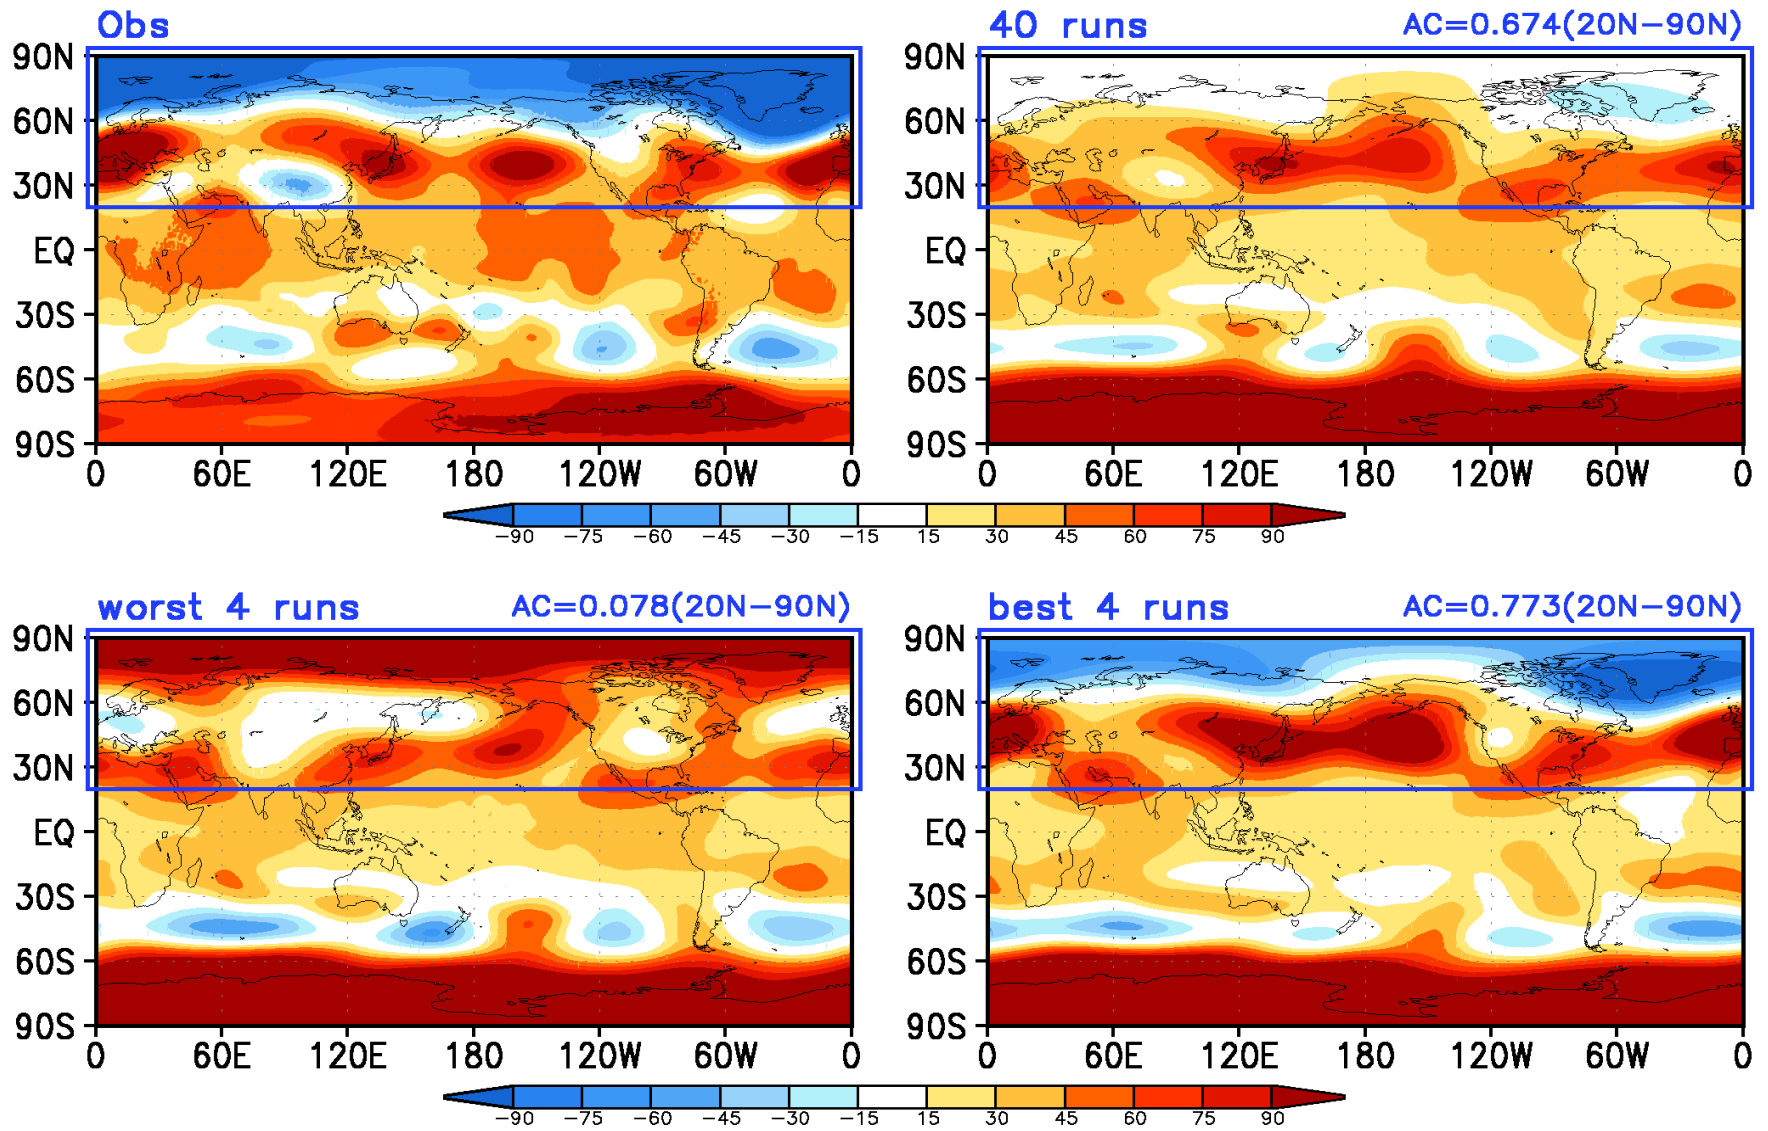 Obs
40 runs AC=0.674(20N−90N)
90N 90N
60N 60N
30N 30N
EQ EQ
30S 30S
60S 60S
90S 90S
0 60E 120E 180 120W 60W 0 0 60E 120E 180 120W 60W 0
−90 −75 −60 −45 −30 −15 15 30 45 60 75 90
worst 4 runs AC=0.078(20N−90N)
best 4 runs AC=0.773(20N−90N)
90N 90N
60N 60N
30N 30N
EQ EQ
30S 30S
60S 60S
90S 90S
0 60E 120E 180 120W 60W 0 0 60E 120E 180 120W 60W 0
−90 −75 −60 −45 −30 −15 15 30 45 60 75 90